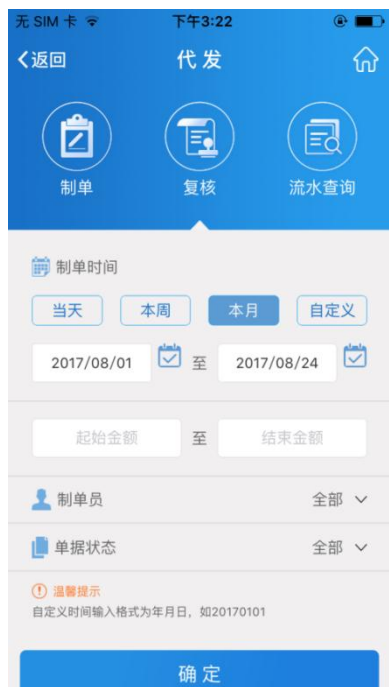 无 SIM 卡 下午3:22
返回 代发
制单 复核 流水查询
制单时间
当天 本周 本月 自定义
2017/08/01 至 2017/08/24
起始金额 至 结束金额
制单员 全部
单据状态 全部
温馨提示
自定义时间输入格式为年月日，如20170101
确定